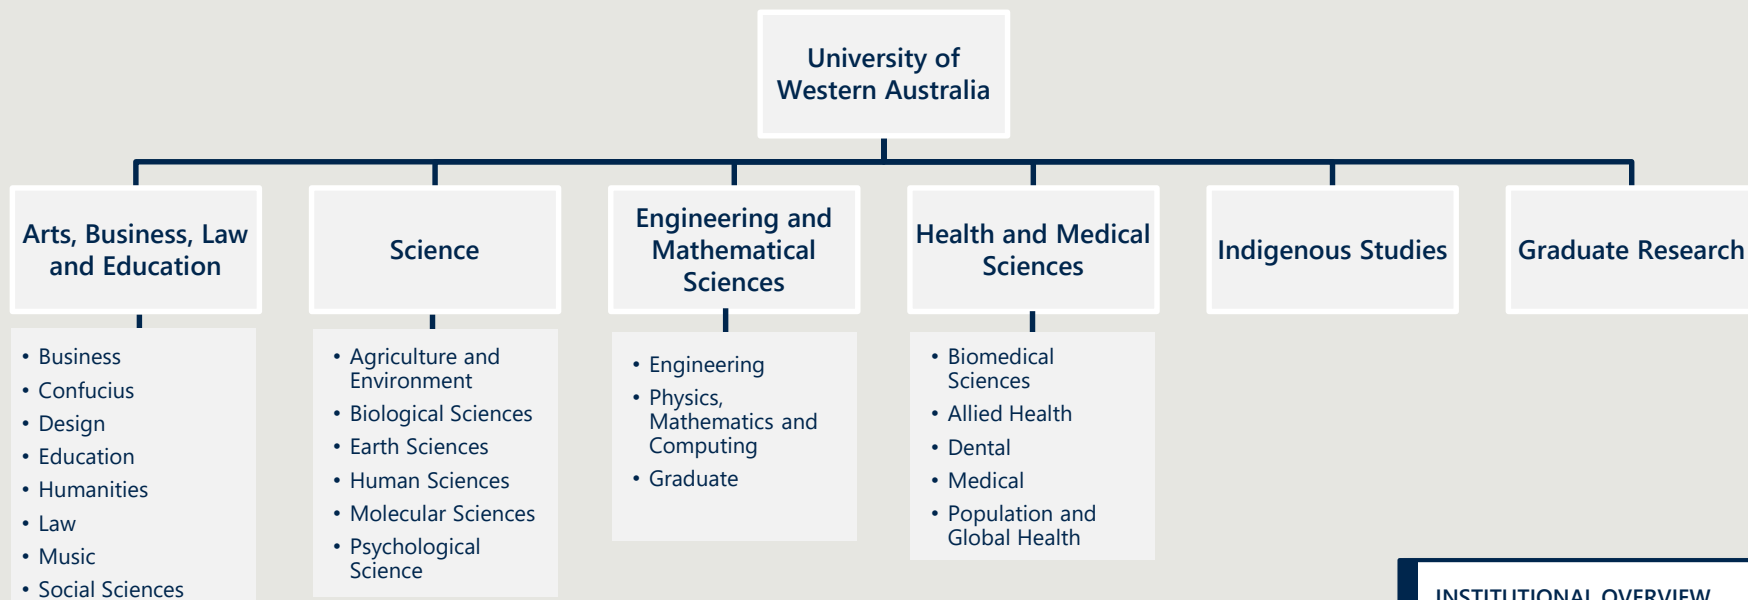 University of
Western Australia
Arts, Business, Law
and Education
Science
Engineering and
Mathematical
Sciences
Health and Medical
Sciences
Indigenous Studies
Graduate Research
• Business
• Confucius
• Design
• Education
• Humanities
• Law
• Music
• Social Sciences
• Agriculture and
Environment
• Biological Sciences
• Earth Sciences
• Human Sciences
• Molecular Sciences
• Psychological
Science
• Engineering
• Physics,
Mathematics and
Computing
• Graduate
• Biomedical
Sciences
• Allied Health
• Dental
• Medical
• Population and
Global Health
INSTITUTIONAL OVERVIEW